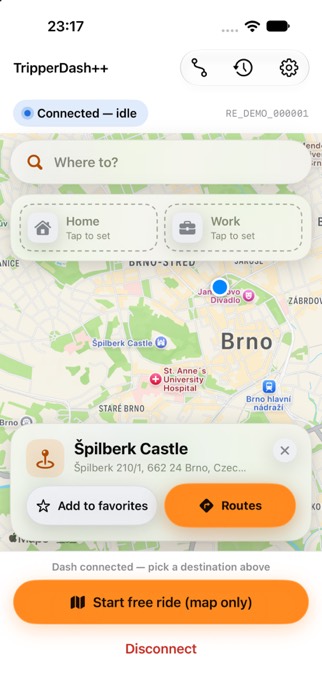 23:17
TripperDash++
Connected — idle
RE_DEMO_000001
Where to?
Home
Tap to set
Work
Tap to set
BRNO-STŘED
Divadlo
ZÁBRDOV
Brno
Špilberk Castle
St. Anne´s
University
Hospital
Brno hlavní
nádraží
STARÉ BRNO
Brno
Špilberk Castle
Špilberk 210/1, 662 24 Brno, Czec...
Add to favorites
Routes
Dash connected — pick a destination above
Start free ride (map only)
Disconnect